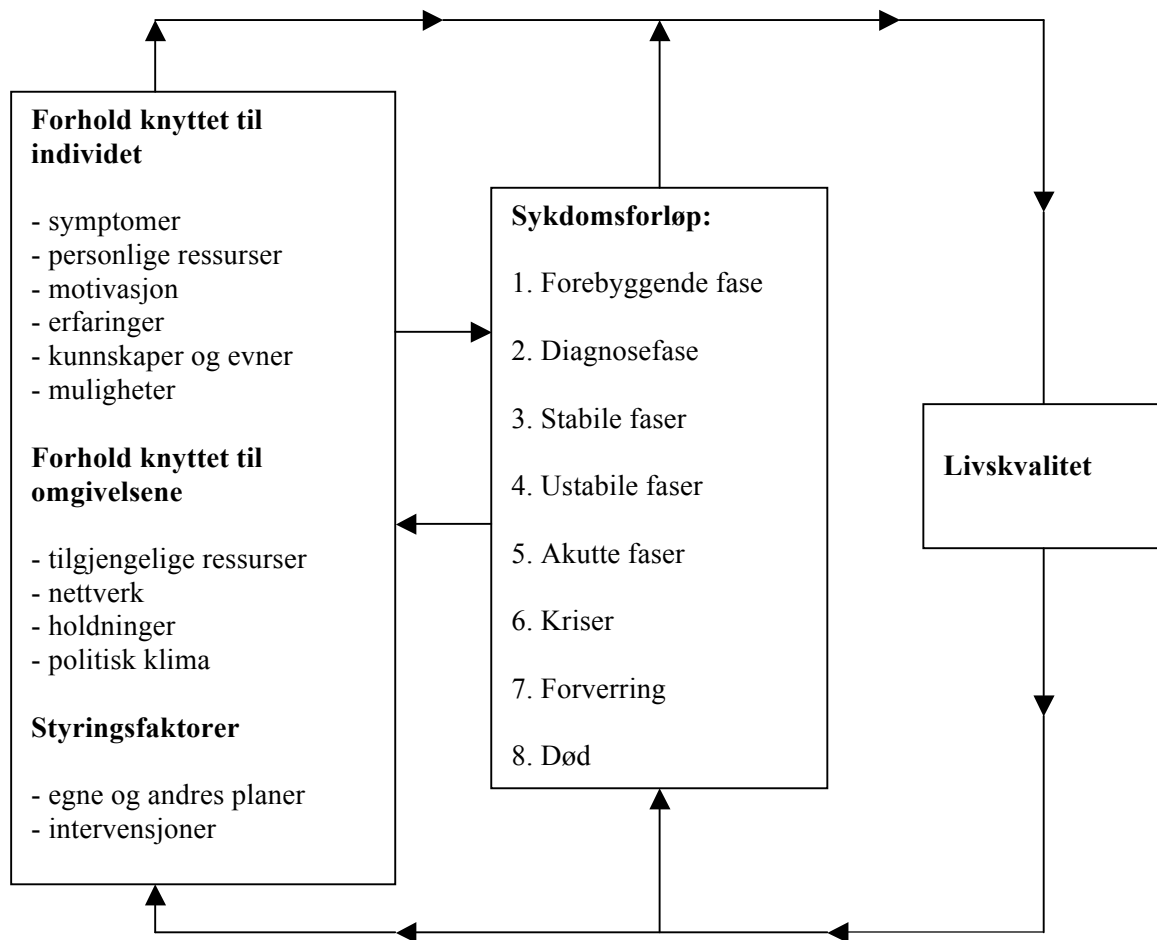 Forhold knyttet til
individet
- symptomer
- personlige ressurser
- motivasjon
- erfaringer
- kunnskaper og evner
- muligheter
Forhold knyttet til
omgivelsene
- tilgjengelige ressurser
- nettverk
- holdninger
- politisk klima
Styringsfaktorer
- egne og andres planer
- intervensjoner
Sykdomsforløp:
1. Forebyggende fase
2. Diagnosefase
3. Stabile faser
4. Ustabile faser
5. Akutte faser
6. Kriser
7. Forverring
8. Død
Livskvalitet